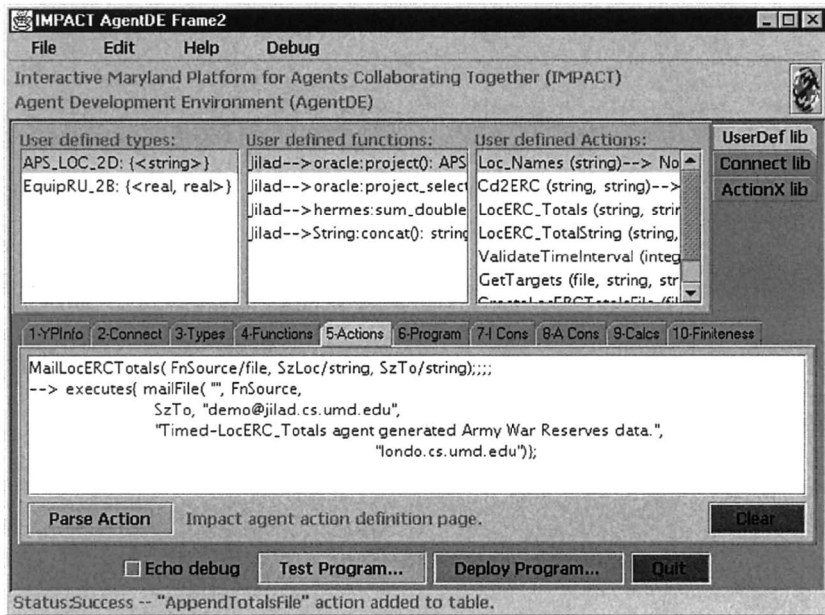 IMPACT AgentDE Frame2
File Edit Help Debug
Interactive Maryland Platform for Agents Collaborating Together (IMPACT)
Agent Development Environment (AgentDE)
User defined types: User defined functions: User defined Actions: UserDef lib
APS_LOC_2D: {<string>} Jilad-->oracle:project(): APS Loc_Names (string)--> No Connect lib
EquipRU_2B: {<real, real>} Jilad-->oracle:project_select Cd2ERC (string, string)--> ActionX lib
Jilad-->hermes:sum_double LocERC_Totals (string, strin
Jilad-->String:concat(): string LocERC_TotalString (string,
ValidateTimeInterval (integ
GetTargets (file, string, str
CreateLocERCTotalsFile (fil
1-YPInfo 2-Connect 3-Types 4-Functions 5-Actions 6-Program 7-I Cons 8-A Cons 9-Calcs 10-Finiteness
MailLocERCTotals( FnSource/file, SzLoc/string, SzTo/string);;;;
--> executes{ mailFile( "", FnSource,
SzTo, "demo@jilad.cs.umd.edu",
"Timed-LocERC_Totals agent generated Army War Reserves data.",
"londo.cs.umd.edu")};
Parse Action Impact agent action definition page. Clear
Echo debug Test Program... Deploy Program... Quit
Status:Success -- "AppendTotalsFile" action added to table.